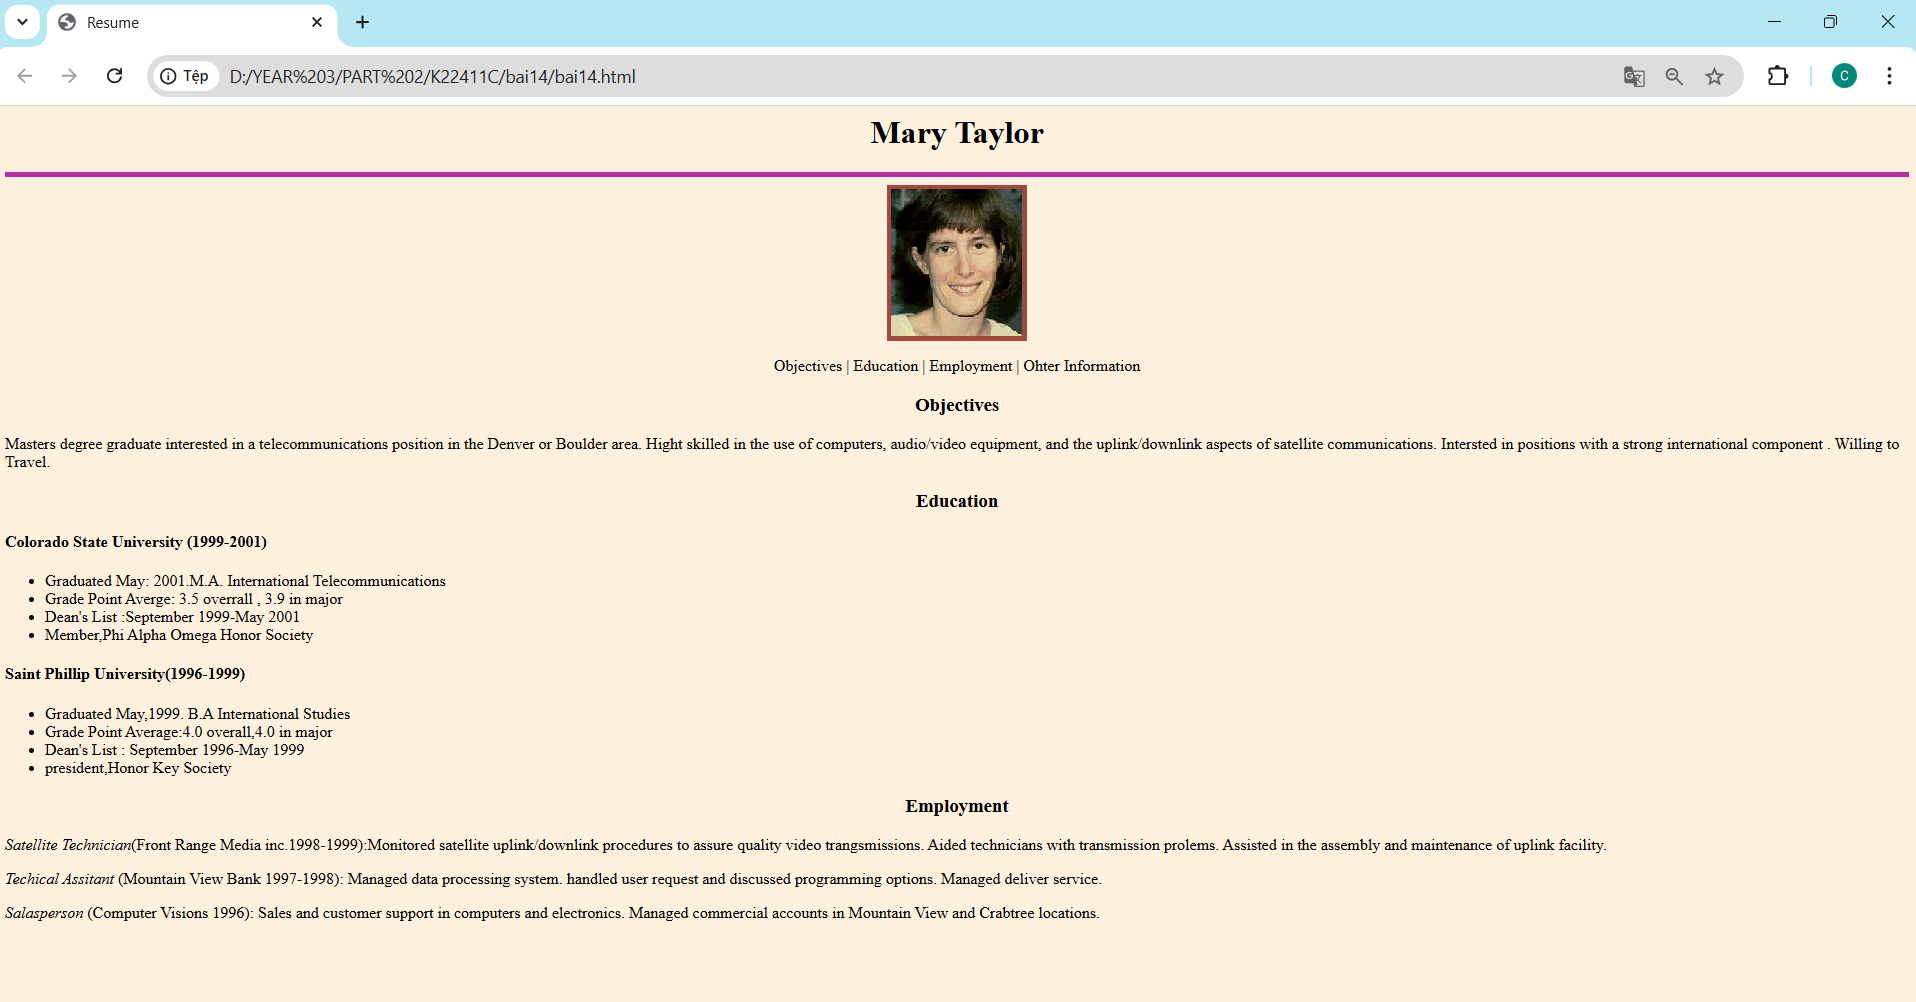 Resume
Tệp
D:/YEAR%203/PART%202/K22411C/bai14/bai14.html
C
Mary Taylor
Objectives | Education | Employment | Ohter Information
Objectives
Masters degree graduate interested in a telecommunications position in the Denver or Boulder area. Hight skilled in the use of computers, audio/video equipment, and the uplink/downlink aspects of satellite communications. Intersted in positions with a strong international component . Willing to
Travel.
Education
Colorado State University (1999-2001)
Graduated May: 2001.M.A. International Telecommunications
Grade Point Averge: 3.5 overrall , 3.9 in major
Dean's List :September 1999-May 2001
Member,Phi Alpha Omega Honor Society
Saint Phillip University(1996-1999)
Graduated May,1999. B.A International Studies
Grade Point Average:4.0 overall,4.0 in major
Dean's List : September 1996-May 1999
president,Honor Key Society
Employment
Satellite Technician(Front Range Media inc.1998-1999):Monitored satellite uplink/downlink procedures to assure quality video trangsmissions. Aided technicians with transmission prolems. Assisted in the assembly and maintenance of uplink facility.
Techical Assitant (Mountain View Bank 1997-1998): Managed data processing system. handled user request and discussed programming options. Managed deliver service.
Salasperson (Computer Visions 1996): Sales and customer support in computers and electronics. Managed commercial accounts in Mountain View and Crabtree locations.